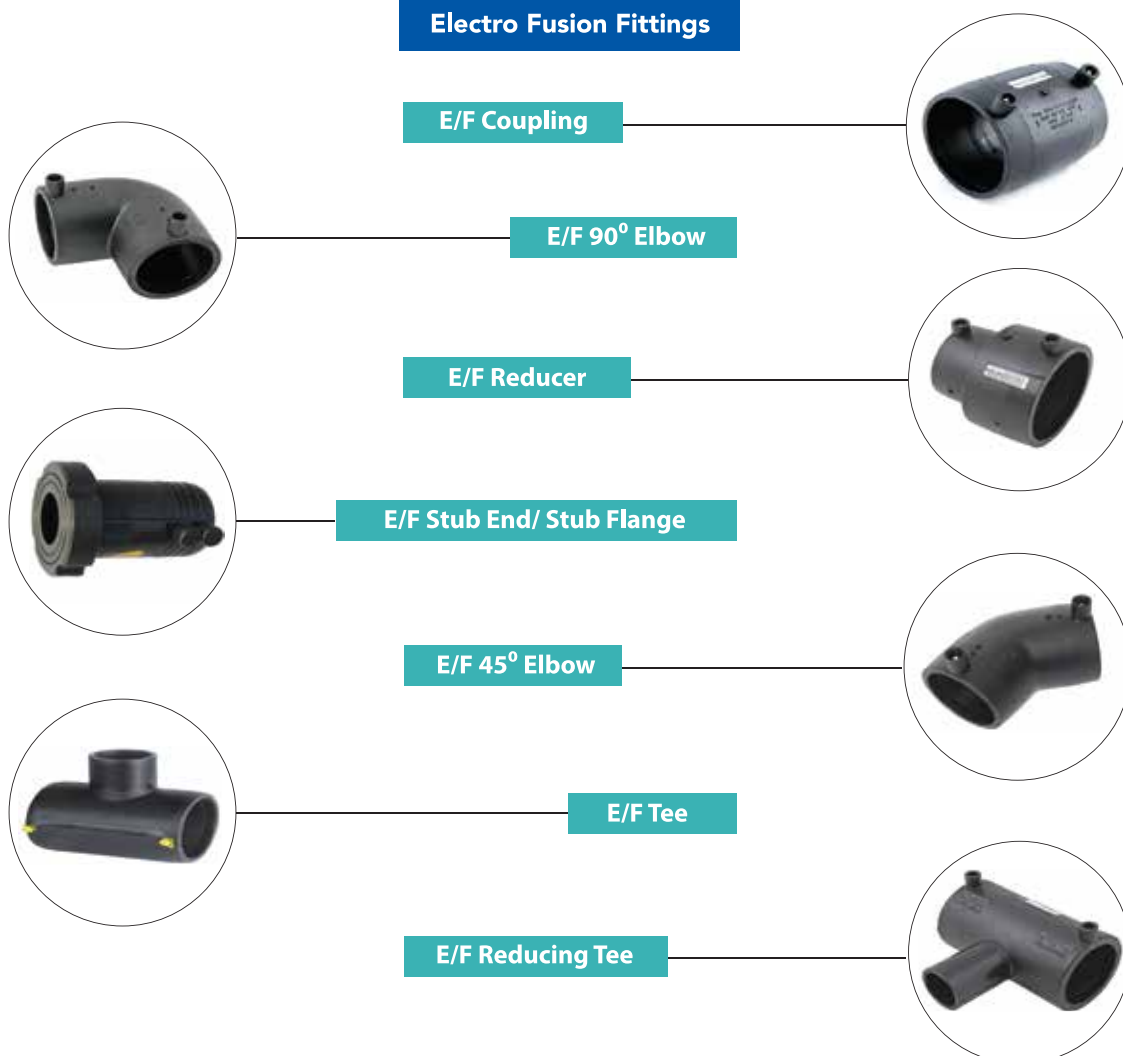 Electro Fusion Fittings
E/F Coupling
E/F 90⁰ Elbow
E/F Reducer
E/F Stub End/ Stub Flange
E/F 45⁰ Elbow
E/F Tee
E/F Reducing Tee